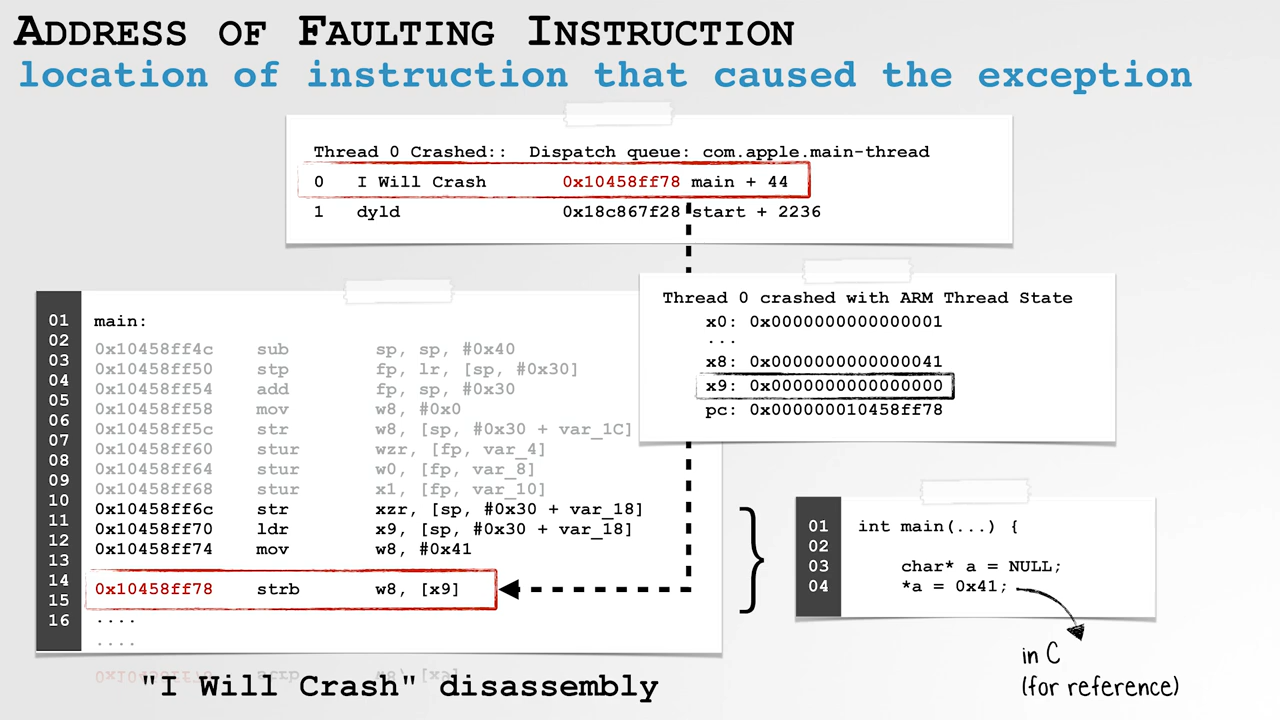 Address of Faulting Instruction
location of instruction that caused the exception
Thread 0 Crashed:: Dispatch queue: com.apple.main-thread
0 I Will Crash 0x10458ff78 main + 44
1 dyld 0x18c867f28 start + 2236
Thread 0 crashed with ARM Thread State
x0: 0x0000000000000001
...
x8: 0x0000000000000041
x9: 0x0000000000000000
pc: 0x000000010458ff78
01 main:
02 0x10458ff4c sub sp, sp, #0x40
03 0x10458ff50 stp fp, lr, [sp, #0x30]
04 0x10458ff54 add fp, sp, #0x30
05 0x10458ff58 mov w8, #0x0
06 0x10458ff5c str w8, [sp, #0x30 + var_1C]
07 0x10458ff60 stur wzr, [fp, var_4]
08 0x10458ff64 stur w0, [fp, var_8]
09 0x10458ff68 stur x1, [fp, var_10]
10 0x10458ff6c str xzr, [sp, #0x30 + var_18]
11 0x10458ff70 ldr x9, [sp, #0x30 + var_18]
12 0x10458ff74 mov w8, #0x41
13
14 0x10458ff78 strb w8, [x9]
15
16 ....
....
01 int main(...) {
02
03 char* a = NULL;
04 *a = 0x41;
in C
(for reference)
"I Will Crash" disassembly